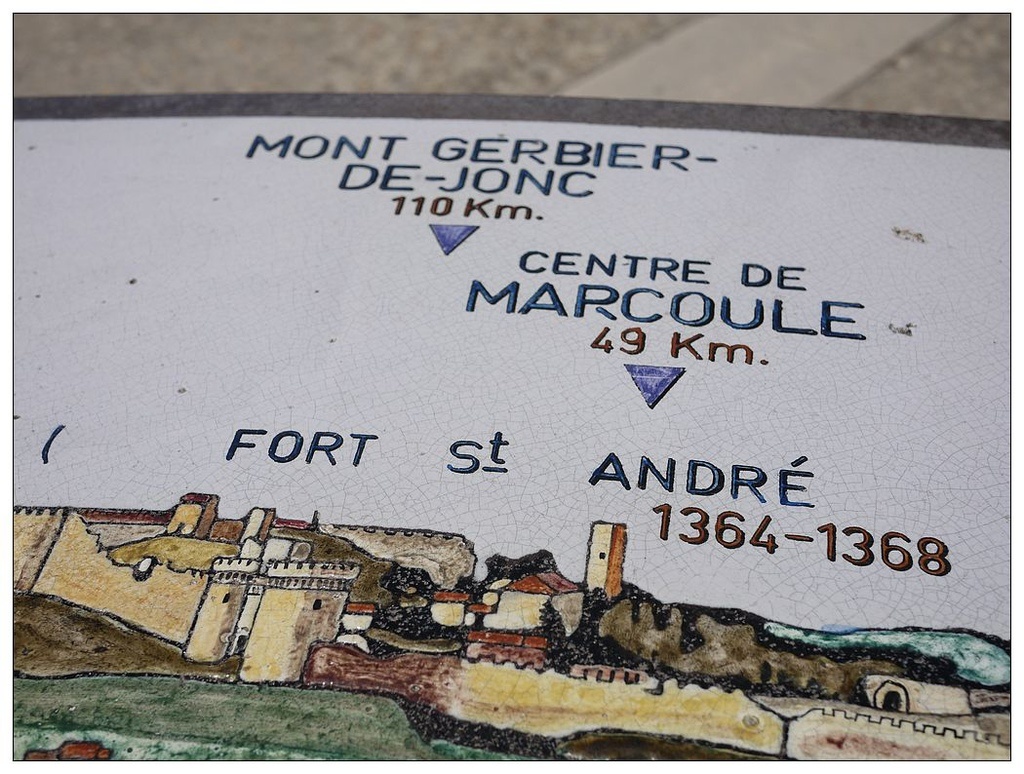 MONT GERBIER-
DE-JONC
110 Km.
CENTRE DE
MARCOULE
49 Km.
FORT St ANDRÉ
1364-1368